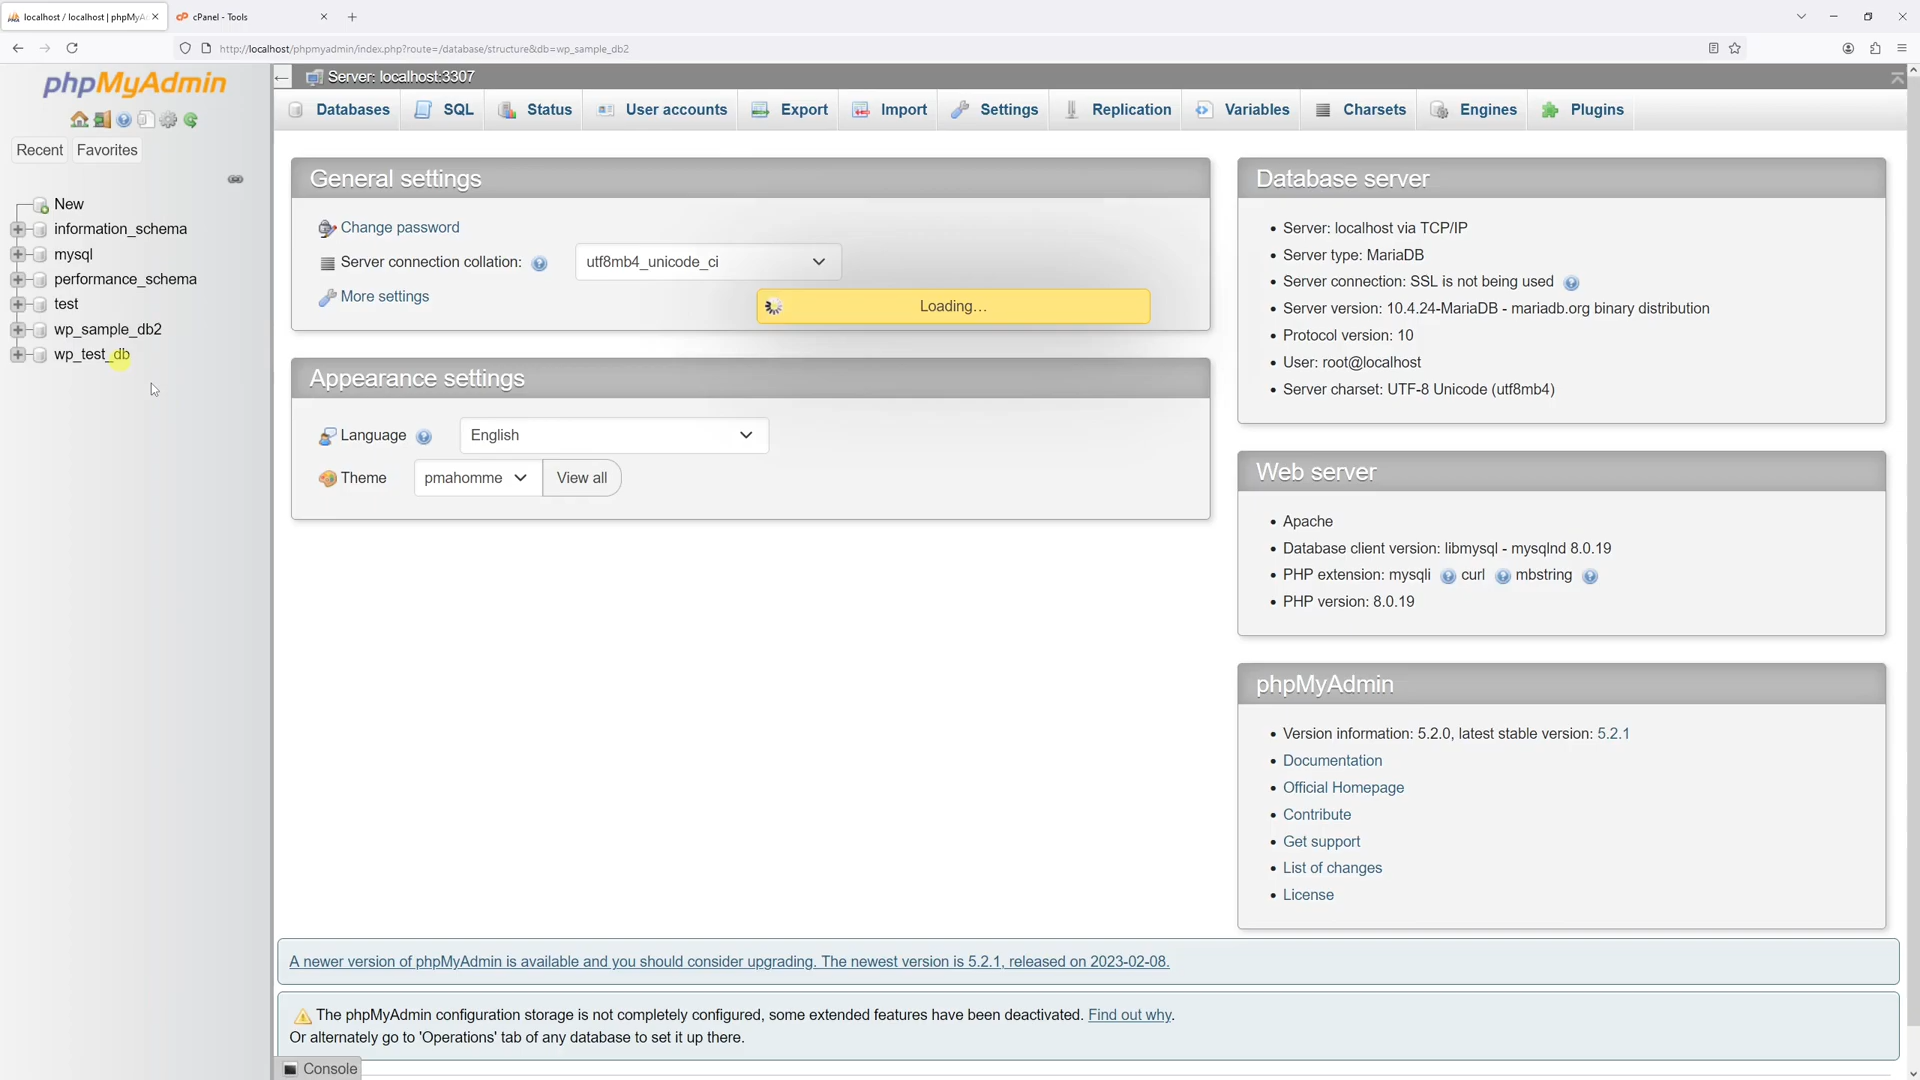 localhost / localhost | phpMyA
cPanel - Tools
http://localhost/phpmyadmin/index.php?route=/database/structure&db=wp_sample_db2
phpMyAdmin
Recent
Favorites
New
information_schema
mysql
performance_schema
test
wp_sample_db2
wp_test_db
Server: localhost:3307
Databases
SQL
Status
User accounts
Export
Import
Settings
Replication
Variables
Charsets
Engines
Plugins
General settings
Change password
Server connection collation:
utf8mb4_unicode_ci
More settings
Loading…
Appearance settings
Language
English
Theme
pmahomme
View all
Database server
Server: localhost via TCP/IP
Server type: MariaDB
Server connection: SSL is not being used
Server version: 10.4.24-MariaDB - mariadb.org binary distribution
Protocol version: 10
User: root@localhost
Server charset: UTF-8 Unicode (utf8mb4)
Web server
Apache
Database client version: libmysql - mysqlnd 8.0.19
PHP extension: mysqli curl mbstring
PHP version: 8.0.19
phpMyAdmin
Version information: 5.2.0, latest stable version: 5.2.1
Documentation
Official Homepage
Contribute
Get support
List of changes
License
A newer version of phpMyAdmin is available and you should consider upgrading. The newest version is 5.2.1, released on 2023-02-08.
The phpMyAdmin configuration storage is not completely configured, some extended features have been deactivated. Find out why.
Or alternately go to 'Operations' tab of any database to set it up there.
Console